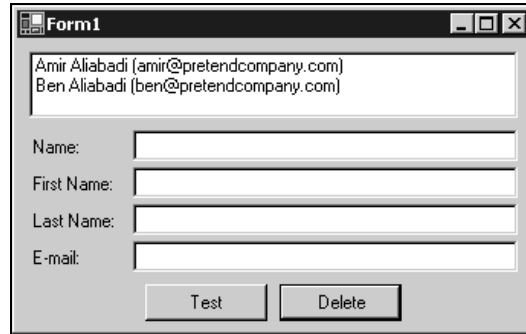 Form1
Amir Aliabadi (amir@pretendcompany.com)
Ben Aliabadi (ben@pretendcompany.com)
Name:
First Name:
Last Name:
E-mail:
Test Delete